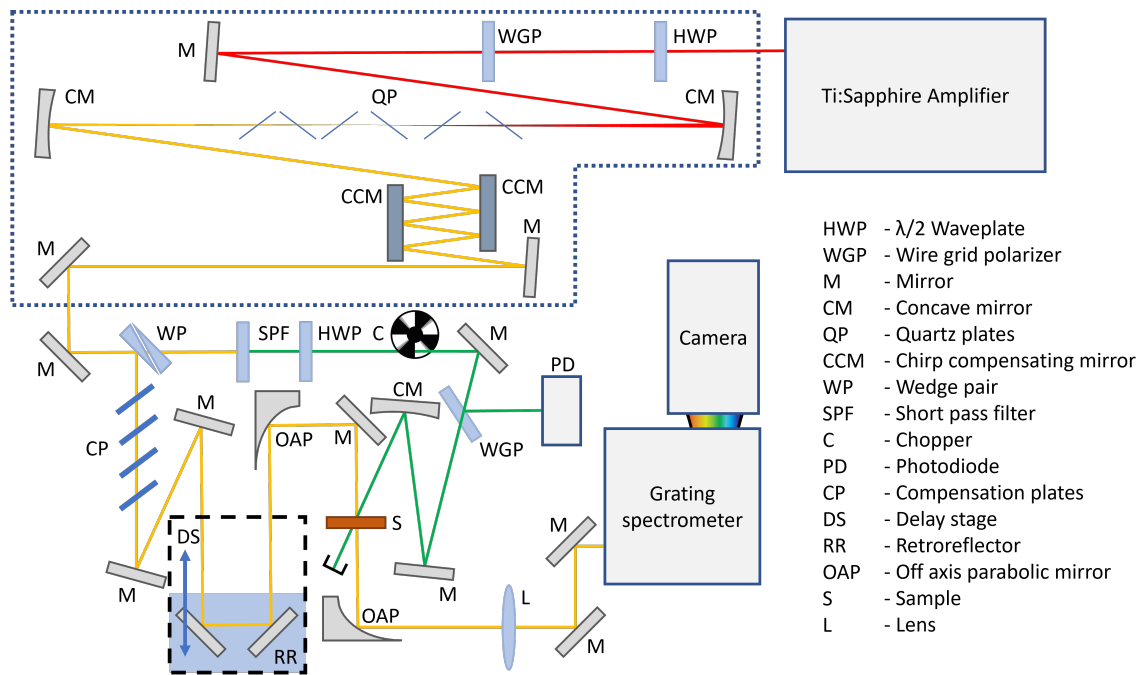 WGP
HWP
M
Ti:Sapphire Amplifier
CM
QP
CM
CCM
CCM
M
M
HWP - λ/2 Waveplate
WGP - Wire grid polarizer
M - Mirror
CM - Concave mirror
QP - Quartz plates
CCM - Chirp compensating mirror
WP - Wedge pair
SPF - Short pass filter
C - Chopper
PD - Photodiode
CP - Compensation plates
DS - Delay stage
RR - Retroreflector
OAP - Off axis parabolic mirror
S - Sample
L - Lens
Camera
WP
SPF
HWP
C
M
M
PD
CM
M
OAP
M
WGP
CP
Grating
spectrometer
S
DS
M
M
M
L
OAP
M
RR